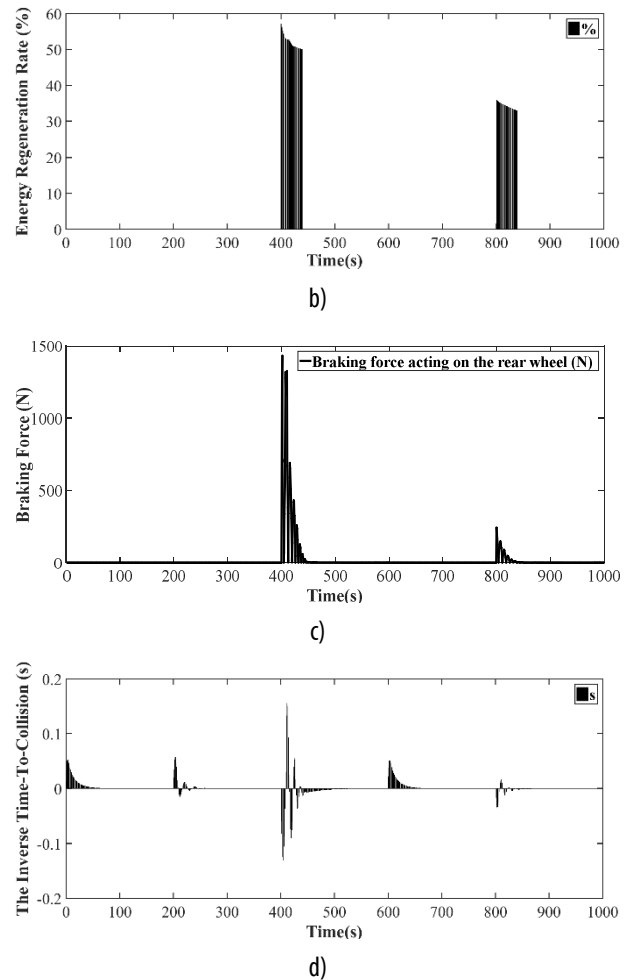 60
50
40
30
20
10
0
Energy Regeneration Rate (%)
%
0 100 200 300 400 500 600 700 800 900 1000
Time(s)
b)
1500
1000
500
0
Braking Force (N)
Braking force acting on the rear wheel (N)
0 100 200 300 400 500 600 700 800 900 1000
Time(s)
c)
0.2
0.1
0
-0.1
-0.2
The Inverse Time-To-Collision (s)
s
0 100 200 300 400 500 600 700 800 900 1000
Time(s)
d)